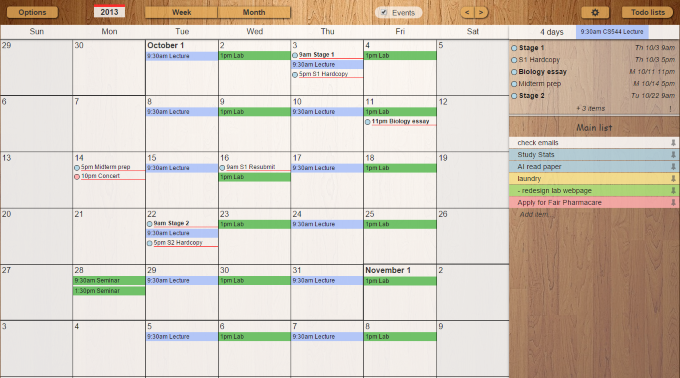 Options
2013
Week
Month
Events
<
>
Todo lists
Sun Mon Tue Wed Thu Fri Sat
29 30 October 1 2 3 4 5
9:30am Lecture
1pm Lab
9am Stage 1
9:30am Lecture
5pm S1 Hardcopy
1pm Lab
6 7 8 9 10 11 12
9:30am Lecture
1pm Lab
9:30am Lecture
1pm Lab
11pm Biology essay
13 14 15 16 17 18 19
5pm Midterm prep
10pm Concert
9:30am Lecture
9am S1 Resubmit
1pm Lab
9:30am Lecture
1pm Lab
20 21 22 23 24 25 26
9am Stage 2
9:30am Lecture
5pm S2 Hardcopy
1pm Lab
9:30am Lecture
1pm Lab
27 28 29 30 31 November 1 2
9:30am Seminar
1:30pm Seminar
9:30am Lecture
1pm Lab
9:30am Lecture
1pm Lab
3 4 5 6 7 8 9
9:30am Lecture
1pm Lab
9:30am Lecture
1pm Lab
4 days 9:30am CS544 Lecture
Stage 1 Th 10/3 9am
S1 Hardcopy Th 10/3 5pm
Biology essay M 10/11 11pm
Midterm prep M 10/14 5pm
Stage 2 Tu 10/22 9am
+ 3 items !
Main list
check emails
Study Stats
AI read paper
laundry
- redesign lab webpage
Apply for Fair Pharmacare
Add item...